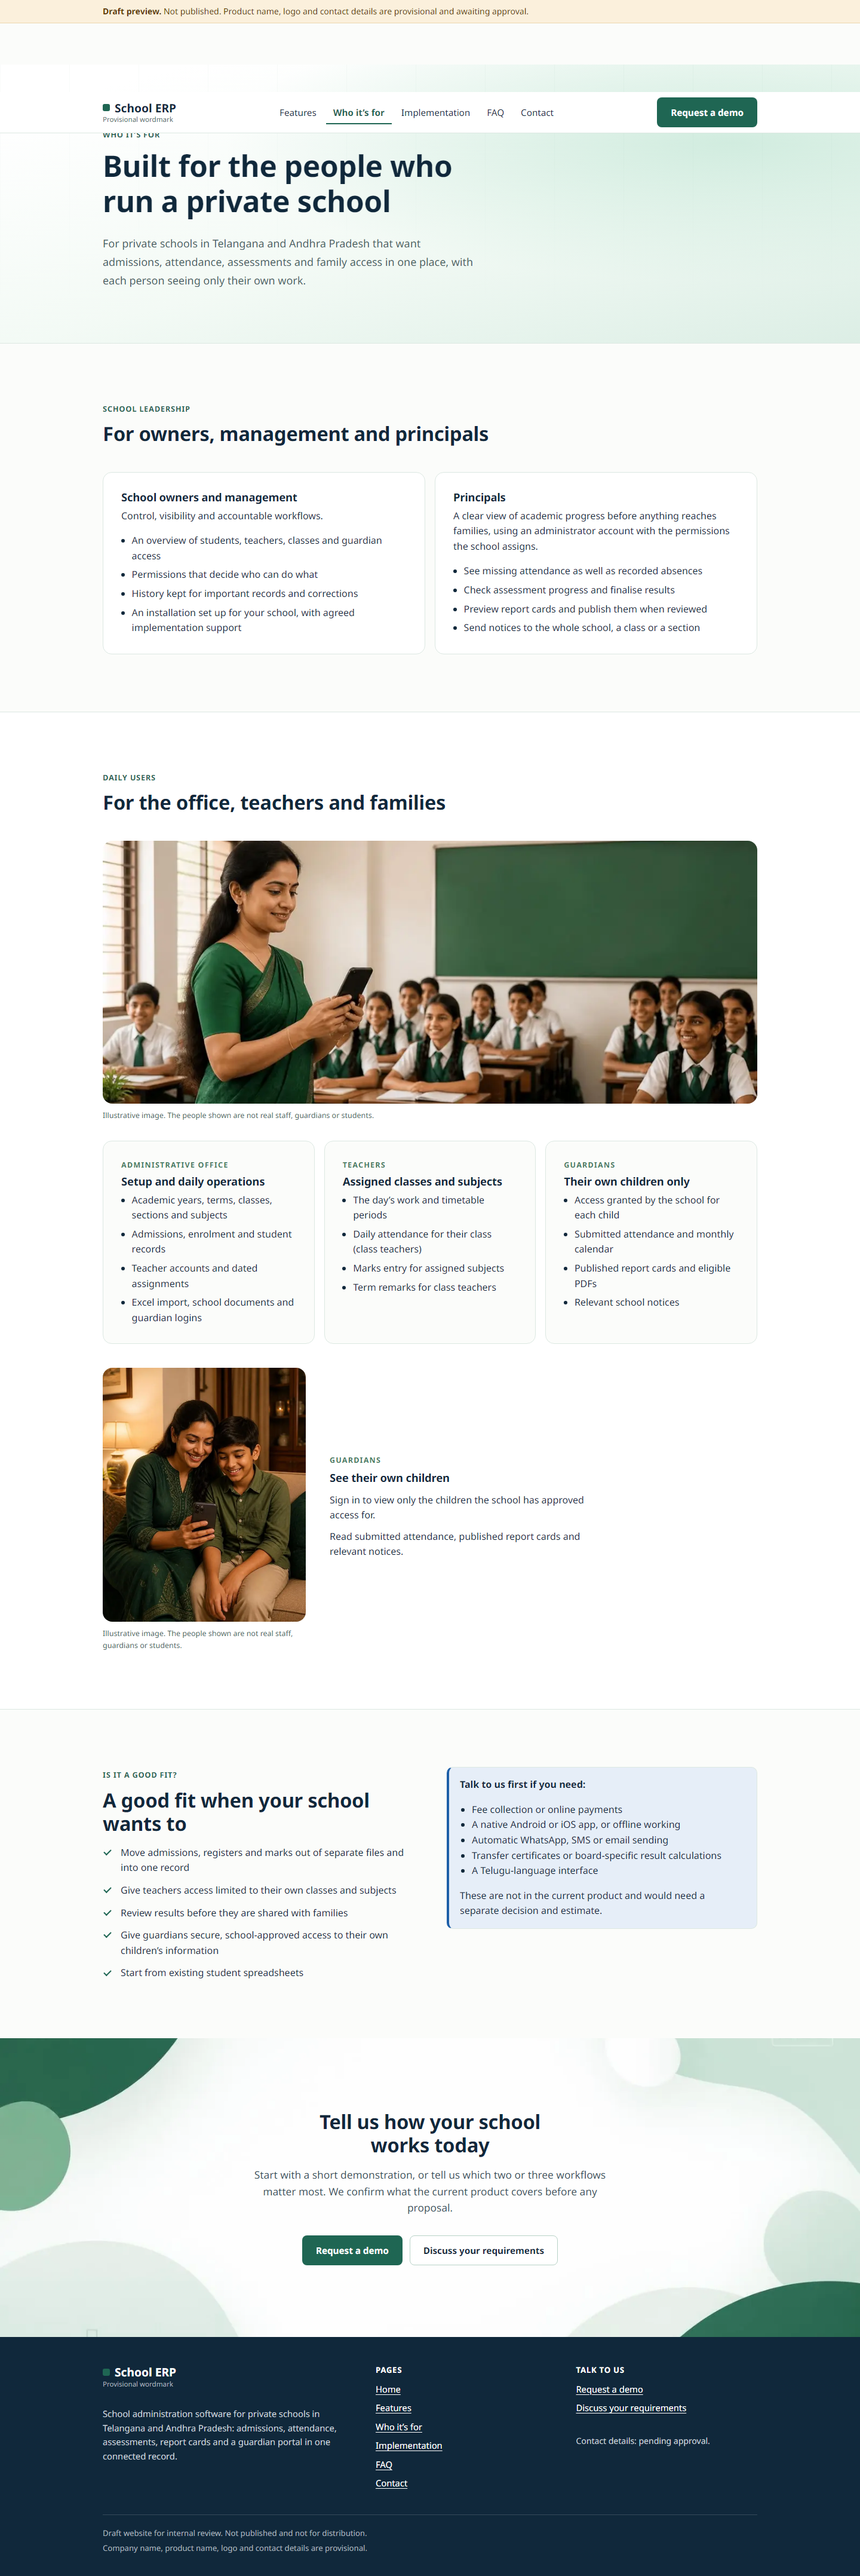 Draft preview. Not published. Product name, logo and contact details are provisional and awaiting approval.
School ERP
Provisional wordmark
Features
Who it's for
Implementation
FAQ
Contact
Request a demo
WHO IT'S FOR
Built for the people who
run a private school
For private schools in Telangana and Andhra Pradesh that want
admissions, attendance, assessments and family access in one place, with
each person seeing only their own work.
SCHOOL LEADERSHIP
For owners, management and principals
School owners and management
Control, visibility and accountable workflows.
An overview of students, teachers, classes and guardian
access
Permissions that decide who can do what
History kept for important records and corrections
An installation set up for your school, with agreed
implementation support
Principals
A clear view of academic progress before anything reaches
families, using an administrator account with the permissions
the school assigns.
See missing attendance as well as recorded absences
Check assessment progress and finalise results
Preview report cards and publish them when reviewed
Send notices to the whole school, a class or a section
DAILY USERS
For the office, teachers and families
Illustrative image. The people shown are not real staff, guardians or students.
ADMINISTRATIVE OFFICE
Setup and daily operations
Academic years, terms, classes,
sections and subjects
Admissions, enrolment and student
records
Teacher accounts and dated
assignments
Excel import, school documents and
guardian logins
TEACHERS
Assigned classes and subjects
The day's work and timetable
periods
Daily attendance for their class
(class teachers)
Marks entry for assigned subjects
Term remarks for class teachers
GUARDIANS
Their own children only
Access granted by the school for
each child
Submitted attendance and monthly
calendar
Published report cards and eligible
PDFs
Relevant school notices
GUARDIANS
See their own children
Sign in to view only the children the school has approved
access for.
Read submitted attendance, published report cards and
relevant notices.
Illustrative image. The people shown are not real staff,
guardians or students.
IS IT A GOOD FIT?
A good fit when your school
wants to
Move admissions, registers and marks out of separate files and
into one record
Give teachers access limited to their own classes and subjects
Review results before they are shared with families
Give guardians secure, school-approved access to their own
children's information
Start from existing student spreadsheets
Talk to us first if you need:
Fee collection or online payments
A native Android or iOS app, or offline working
Automatic WhatsApp, SMS or email sending
Transfer certificates or board-specific result calculations
A Telugu-language interface
These are not in the current product and would need a
separate decision and estimate.
Tell us how your school
works today
Start with a short demonstration, or tell us which two or three workflows
matter most. We confirm what the current product covers before any
proposal.
Request a demo
Discuss your requirements
School ERP
Provisional wordmark
School administration software for private schools in
Telangana and Andhra Pradesh: admissions, attendance,
assessments, report cards and a guardian portal in one
connected record.
PAGES
Home
Features
Who it's for
Implementation
FAQ
Contact
TALK TO US
Request a demo
Discuss your requirements
Contact details: pending approval.
Draft website for internal review. Not published and not for distribution.
Company name, product name, logo and contact details are provisional.